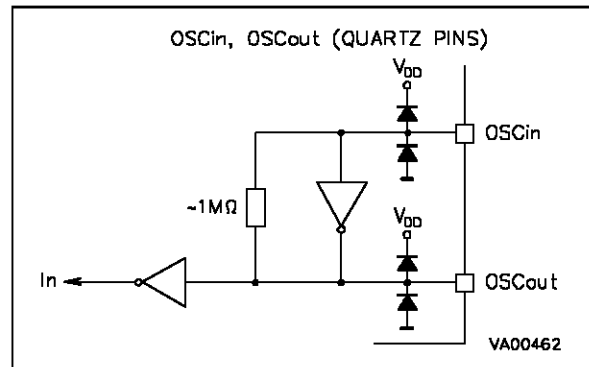 OSCin, OSCout (QUARTZ PINS)
VDD
OSCin
~1MΩ
VDD
In
OSCout
VA00462